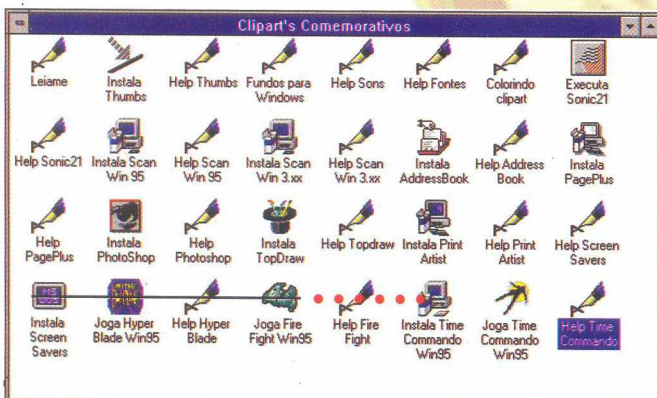 Clipart's Comemorativos
Leiame
Instala
Thumbs
Help Thumbs
Fundos para
Windows
Help Sons
Help Fontes
Colorindo
clipart
Executa
Sonic21
Help Sonic21
Instala Scan
Win 95
Help Scan
Win 95
Instala Scan
Win 3.xx
Help Scan
Win 3.xx
Instala
AddressBook
Help Address
Book
Instala
PagePlus
Help
PagePlus
Instala
PhotoShop
Help
Photoshop
Instala
TopDraw
Help Topdraw
Instala Print
Artist
Help Print
Artist
Help Screen
Savers
MS
DOS
Instala
Screen
Savers
Joga Hyper
Blade Win95
Help Hyper
Blade
Joga Fire
Fight Win95
Help Fire
Fight
Instala Time
Commando
Win95
Joga Time
Commando
Win95
Help Time
Commando